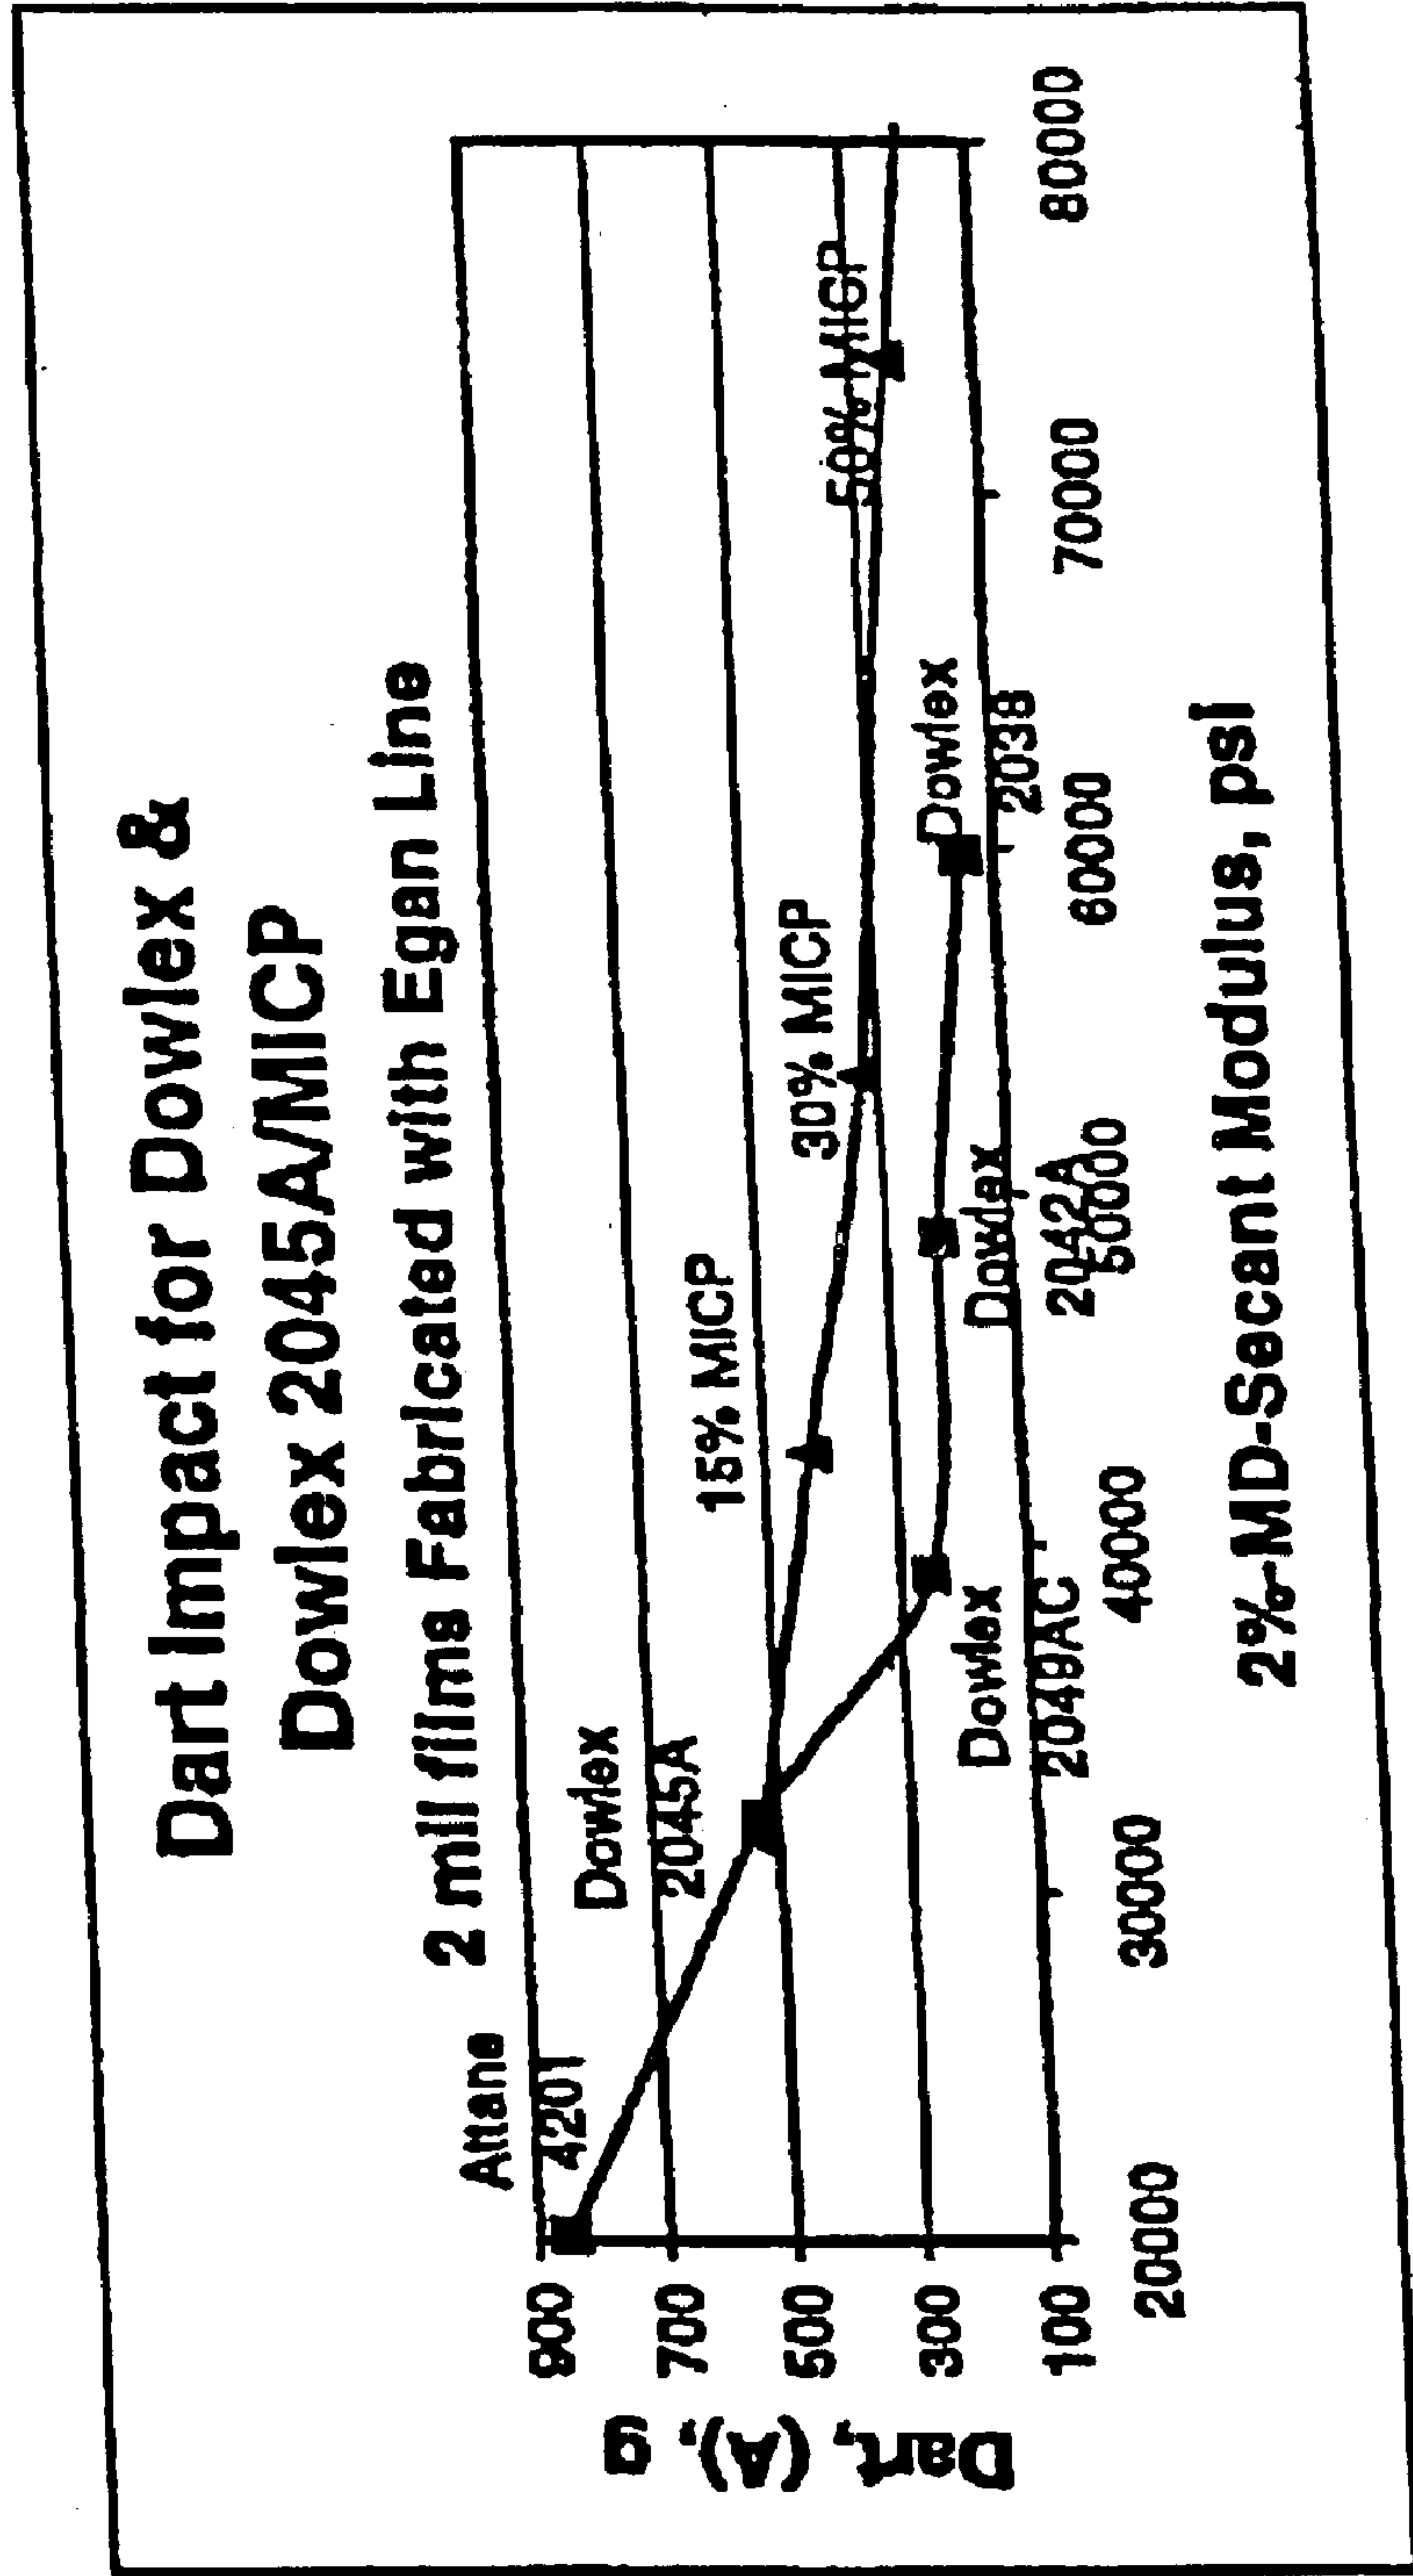 Dart Impact for Dowlex &
Dowlex 2045A/MICP
2 mil films Fabricated with Egan Line
Attane
4201
Dowlex
2045A
15% MICP
30% MICP
50% MICP
Dowlex
2049AC
Dowlex
2042A
Dowlex
2038
Dart, (A), g
900
700
500
300
100
20000
30000
40000
50000
60000
70000
80000
2%-MD-Secant Modulus, psi